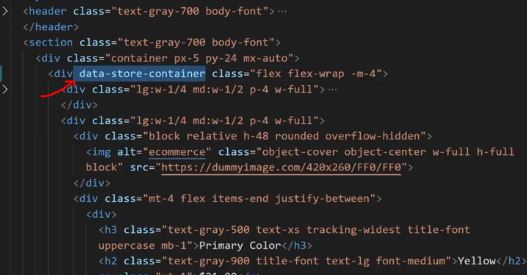 <header class="text-gray-700 body-font">…
</header>
<section class="text-gray-700 body-font">
<div class="container px-5 py-24 mx-auto">
<div data-store-container class="flex flex-wrap -m-4">
<div class="lg:w-1/4 md:w-1/2 p-4 w-full">…
</div>
<div class="lg:w-1/4 md:w-1/2 p-4 w-full">
<div class="block relative h-48 rounded overflow-hidden">
<img alt="ecommerce" class="object-cover object-center w-full h-full
block" src="https://dummyimage.com/420x260/FF0/FF0">
</div>
<div class="mt-4 flex items-end justify-between">
<div>
<h3 class="text-gray-500 text-xs tracking-widest title-font
uppercase mb-1">Primary Color</h3>
<h2 class="text-gray-900 title-font text-lg font-medium">Yellow</h2>